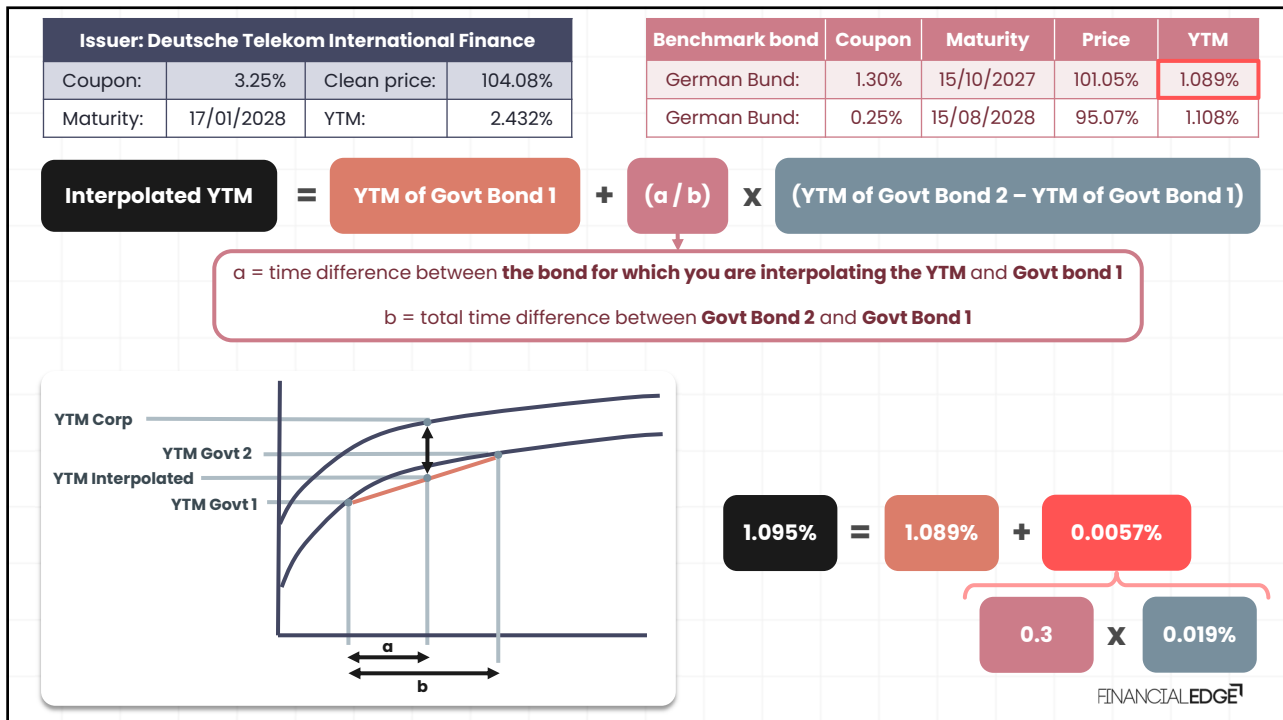 Issuer: Deutsche Telekom International Finance
Coupon: 3.25% Clean price: 104.08%
Maturity: 17/01/2028 YTM: 2.432%
Benchmark bond Coupon Maturity Price YTM
German Bund: 1.30% 15/10/2027 101.05% 1.089%
German Bund: 0.25% 15/08/2028 95.07% 1.108%
Interpolated YTM = YTM of Govt Bond 1 + (a / b) x (YTM of Govt Bond 2 – YTM of Govt Bond 1)
a = time difference between the bond for which you are interpolating the YTM and Govt bond 1
b = total time difference between Govt Bond 2 and Govt Bond 1
YTM Corp
YTM Govt 2
YTM Interpolated
YTM Govt 1
a
b
1.095% = 1.089% + 0.0057%
0.3 x 0.019%
FINANCIALEDGE